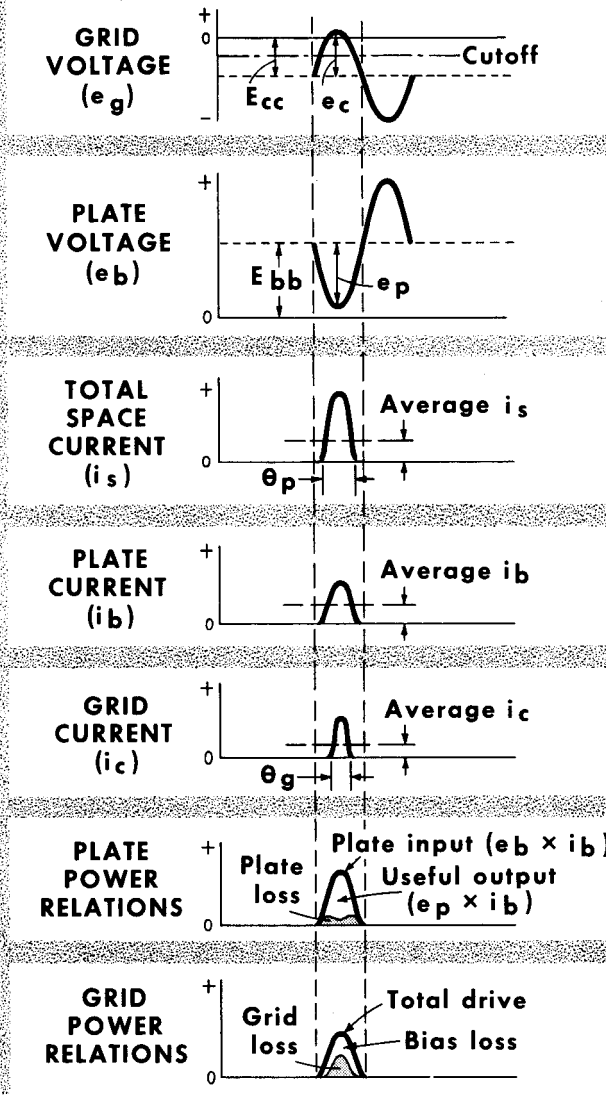 GRID
VOLTAGE
(eg)
+
0
-
Ecc
ec
Cutoff
PLATE
VOLTAGE
(eb)
+
0
Ebb
ep
TOTAL
SPACE
CURRENT
(is)
+
0
Average is
θp
PLATE
CURRENT
(ib)
+
0
Average ib
GRID
CURRENT
(ic)
+
0
Average ic
θg
PLATE
POWER
RELATIONS
+
0
Plate
loss
Plate input (eb × ib)
Useful output
(ep × ib)
GRID
POWER
RELATIONS
+
0
Grid
loss
Total drive
Bias loss